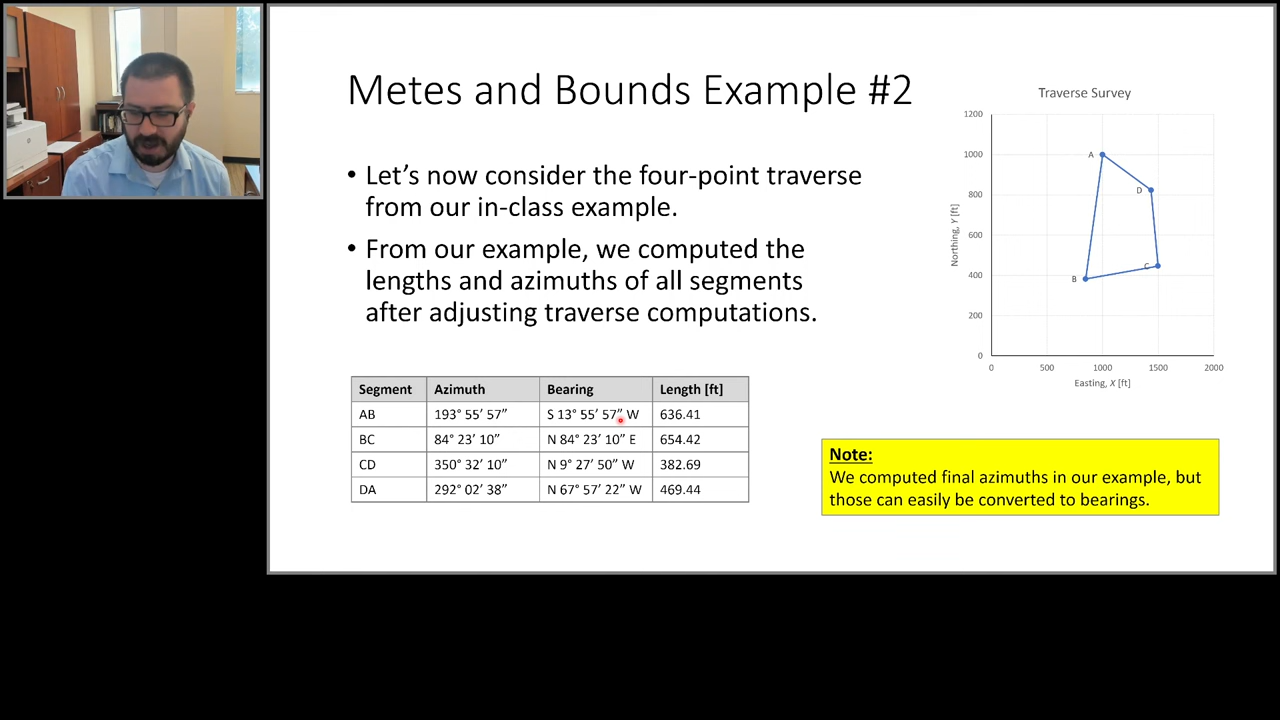 Metes and Bounds Example #2
• Let’s now consider the four-point traverse
from our in-class example.
• From our example, we computed the
lengths and azimuths of all segments
after adjusting traverse computations.
Segment Azimuth Bearing Length [ft]
AB 193° 55’ 57” S 13° 55’ 57” W 636.41
BC 84° 23’ 10” N 84° 23’ 10” E 654.42
CD 350° 32’ 10” N 9° 27’ 50” W 382.69
DA 292° 02’ 38” N 67° 57’ 22” W 469.44
Traverse Survey
1200
1000
800
600
400
200
0
Northing, Y [ft]
A
D
C
B
0 500 1000 1500 2000
Easting, X [ft]
Note:
We computed final azimuths in our example, but
those can easily be converted to bearings.